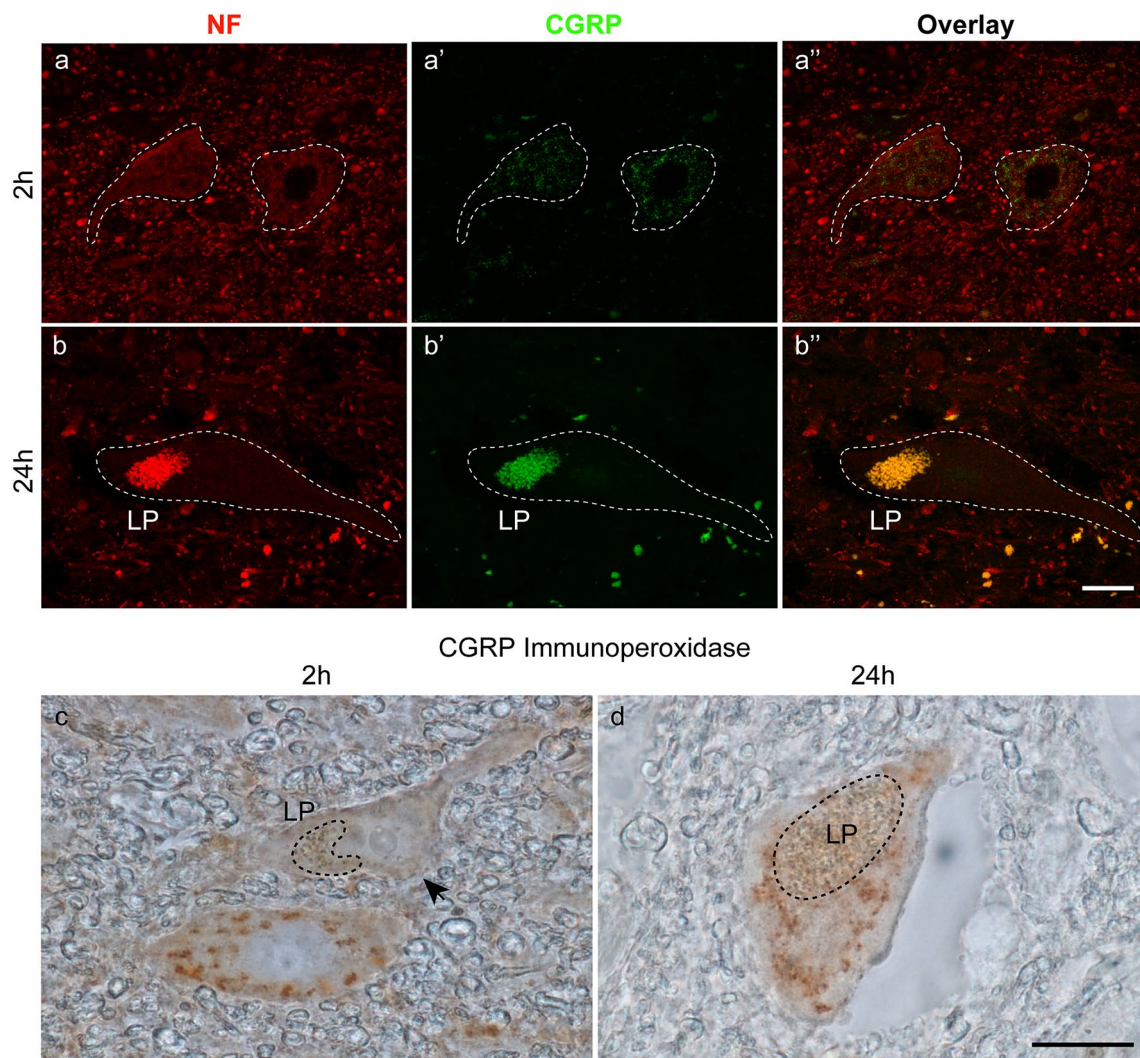 NF CGRP Overlay
2h a a’ a”
24h b b’ b”
LP LP LP
CGRP Immunoperoxidase
2h 24h
c d
LP LP